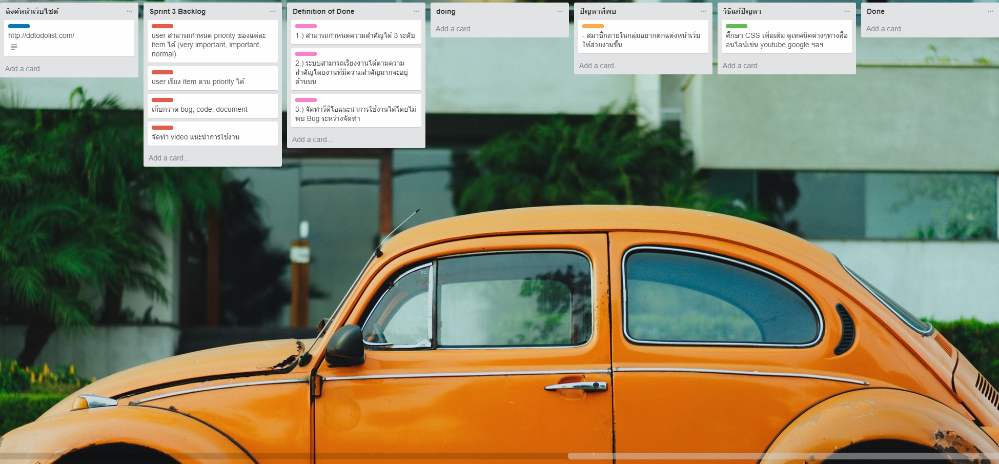 ลิงค์หน้าเว็บไซต์
http://ddtodolist.com/
Add a card...
Sprint 3 Backlog
user สามารถกำหนด priority ของแต่ละ
item ได้ (very important, important,
normal)
user เรียง item ตาม priority ได้
เก็บกวาด bug, code, document
จัดทำ video แนะนำการใช้งาน
Add a card...
Definition of Done
1.) สามารถกำหนดความสำคัญได้ 3 ระดับ
2.) ระบบสามารถเรียงงานได้ตามความ
สำคัญโดยงานที่มีความสำคัญมากจะอยู่
ด้านบน
3.) จัดทำวีดีโอแนะนำการใช้งานได้โดยไม่
พบ Bug ระหว่างจัดทำ
Add a card...
doing
Add a card...
ปัญหาที่พบ
- สมาชิกภายในกลุ่มอยากตกแต่งหน้าเว็บ
ให้สวยงามขึ้น
Add a card...
วิธีแก้ปัญหา
ศึกษา CSS เพิ่มเติม ดูเทคนิคต่างๆทางสื่อ
ออนไลน์เช่น youtube,google ฯลฯ
Add a card...
Done
Add a card...